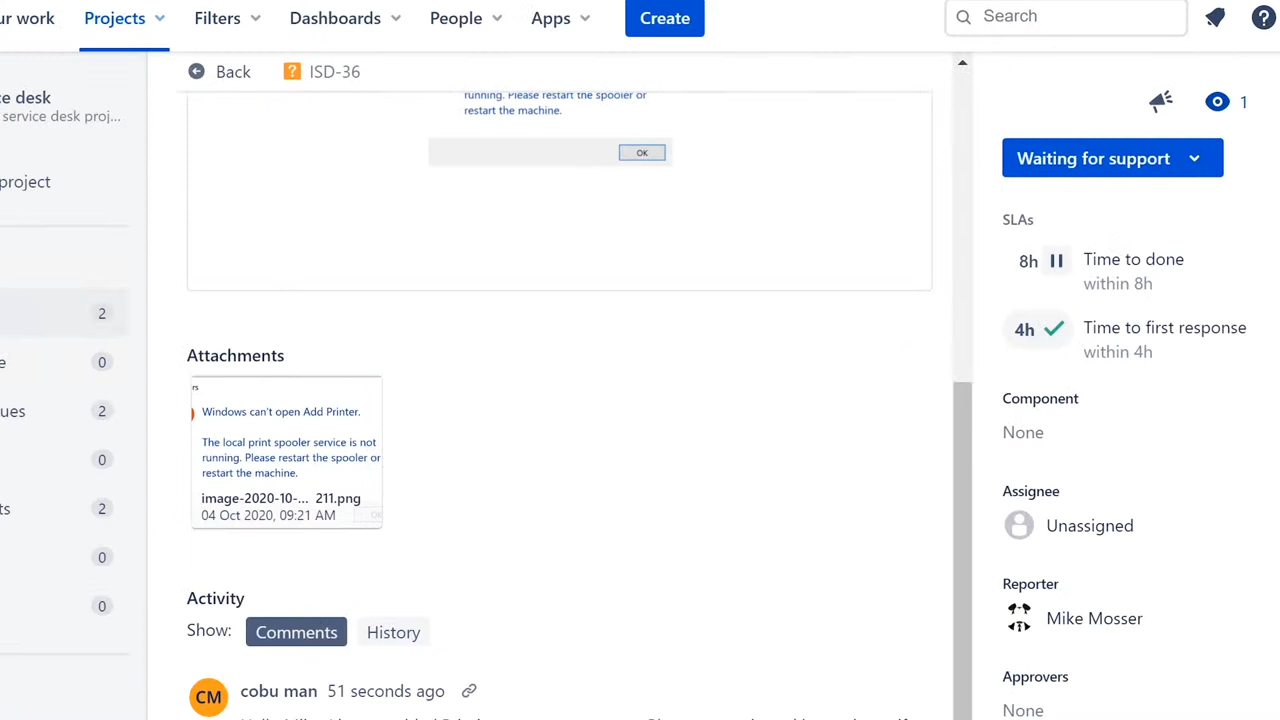 ur work Projects Filters Dashboards People Apps Create Search
Back ISD-36
ce desk
service desk proj...
project
2
e 0
ues 2
0
ts 2
0
0
running. Please restart the spooler or
restart the machine.
OK
Attachments
rs
Windows can't open Add Printer.
The local print spooler service is not
running. Please restart the spooler or
restart the machine.
image-2020-10-... 211.png
04 Oct 2020, 09:21 AM
OK
Activity
Show: Comments History
CM cobu man 51 seconds ago
1
Waiting for support
SLAs
8h Time to done
within 8h
4h Time to first response
within 4h
Component
None
Assignee
Unassigned
Reporter
Mike Mosser
Approvers
None